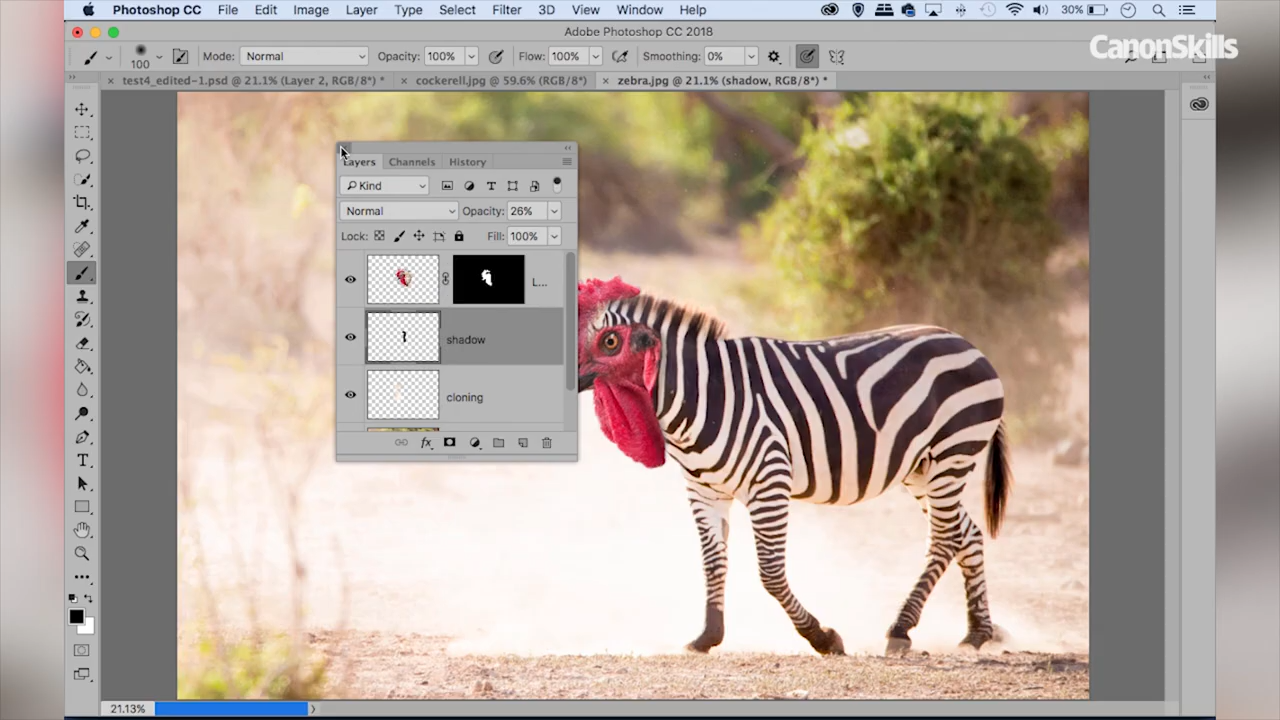 Photoshop CC File Edit Image Layer Type Select Filter 3D View Window Help 30%
Adobe Photoshop CC 2018
CanonSkills
100 Mode: Normal Opacity: 100% Flow: 100% Smoothing: 0%
test4_edited-1.psd @ 21.1% (Layer 2, RGB/8*) * cockerell.jpg @ 59.6% (RGB/8*) zebra.jpg @ 21.1% (shadow, RGB/8*) *
Layers Channels History
Kind
Normal Opacity: 26%
Lock: Fill: 100%
L...
shadow
cloning
fx
21.13%